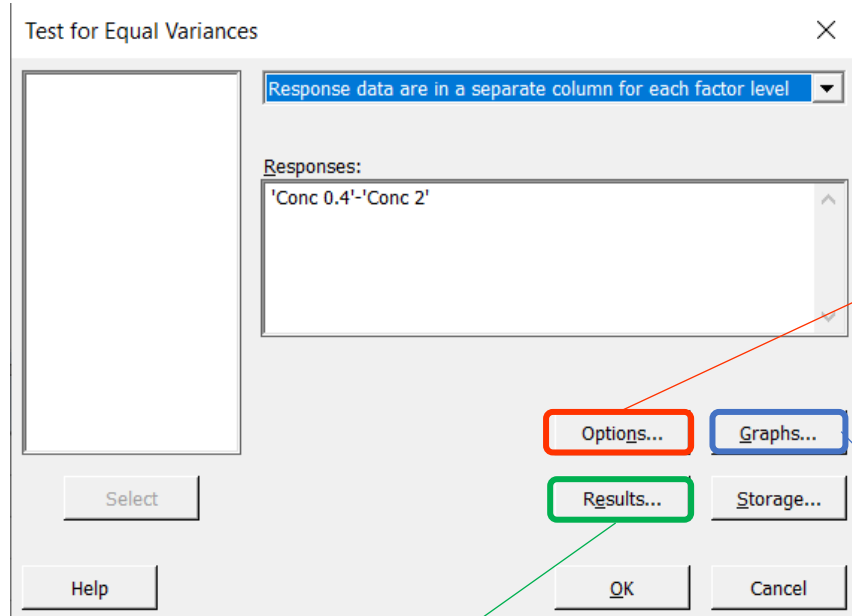 Test for Equal Variances
Response data are in a separate column for each factor level
Responses:
'Conc 0.4'-'Conc 2'
Options...
Graphs...
Select
Results...
Storage...
Help
OK
Cancel